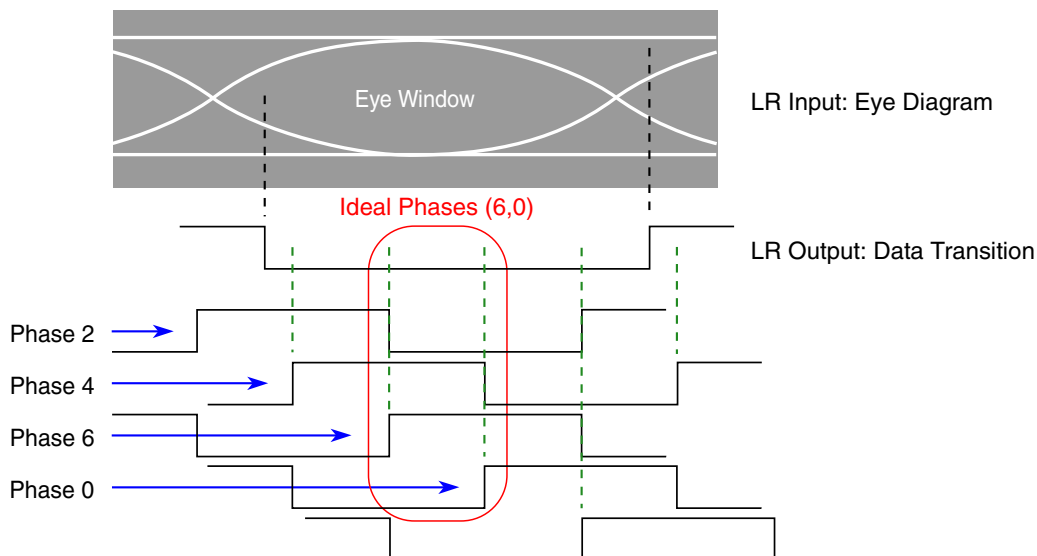 Eye Window
LR Input: Eye Diagram
Ideal Phases (6,0)
LR Output: Data Transition
Phase 2
Phase 4
Phase 6
Phase 0